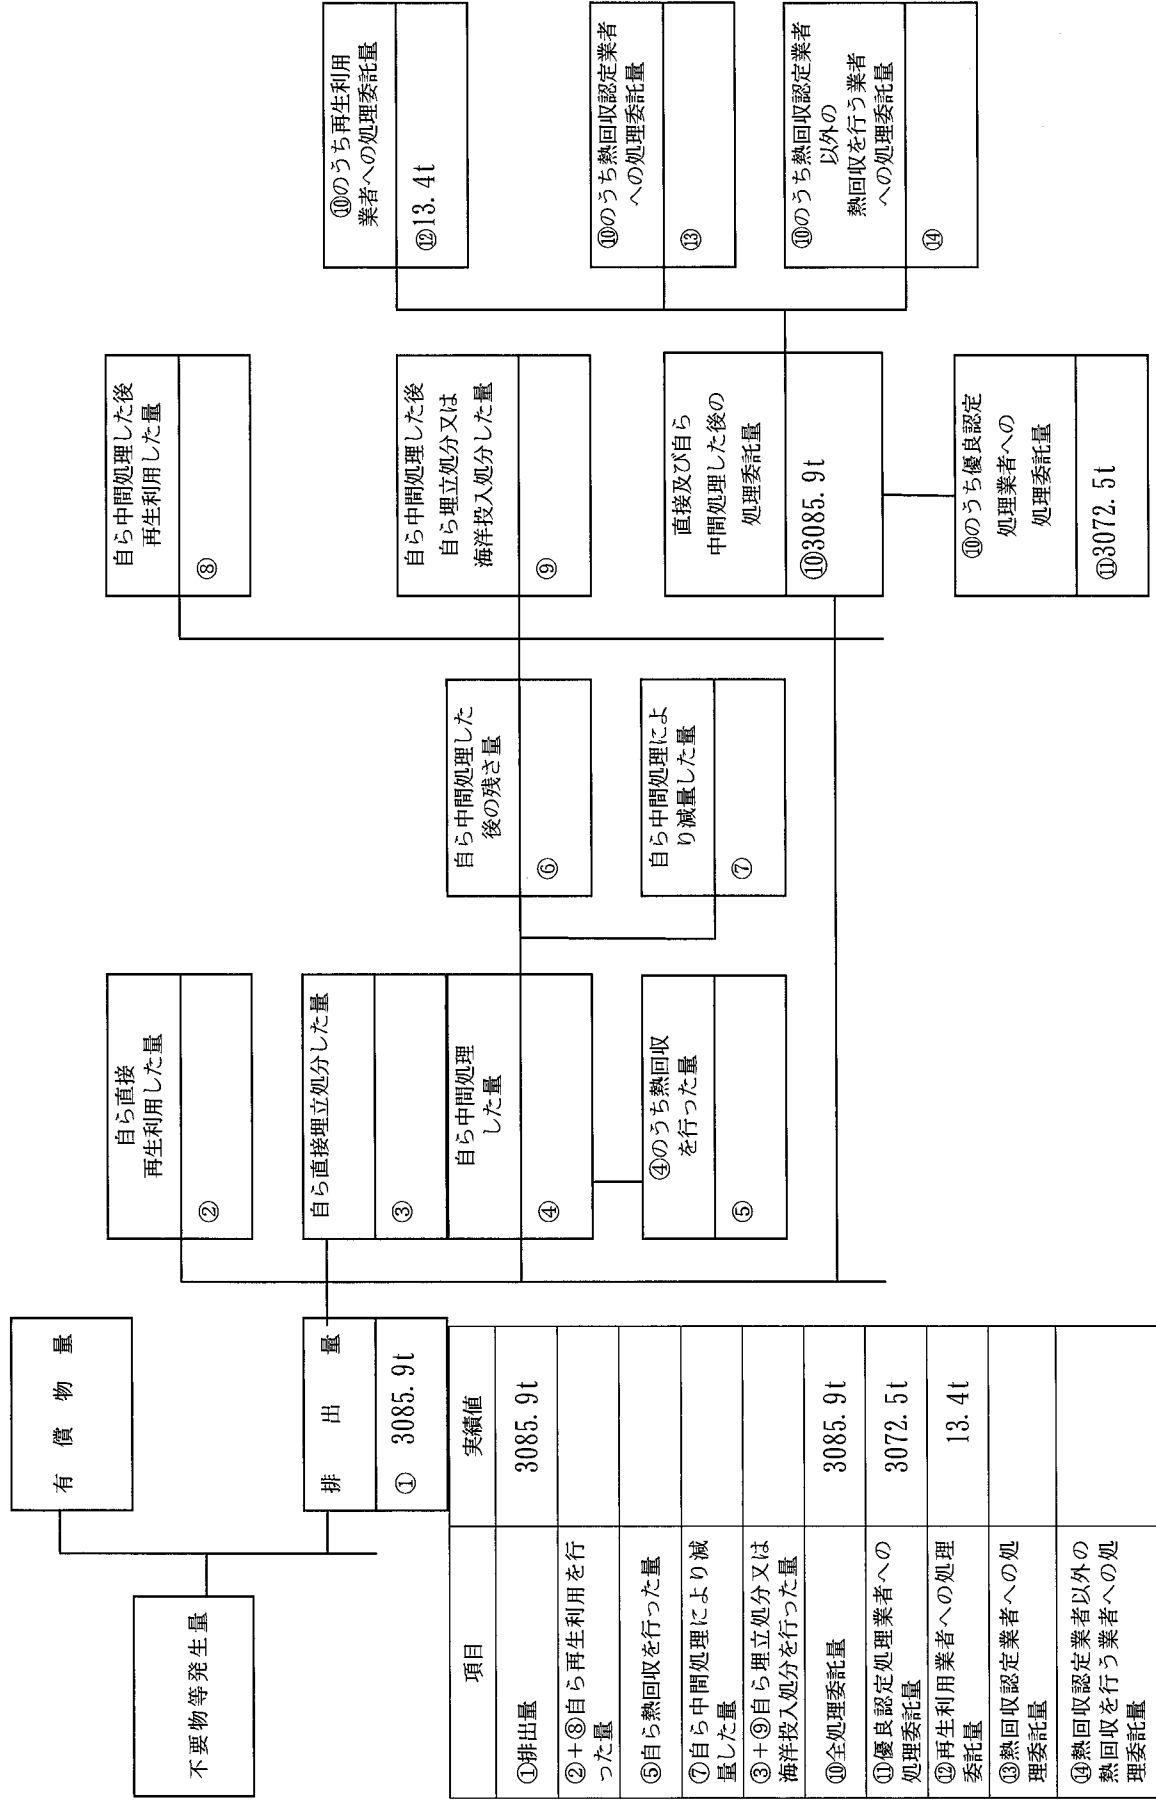 不要物等発生量
有償物量
排出量
① 3085.9t
自ら直接
再生利用した量
②
自ら直接埋立処分した量
③
自ら中間処理
した量
④
④のうち熱回収
を行った量
⑤
自ら中間処理した
後の残さ量
⑥
自ら中間処理によ
り減量した量
⑦
自ら中間処理した後
再生利用した量
⑧
自ら中間処理した後
自ら埋立処分又は
海洋投入処分した量
⑨
直接及び自ら
中間処理した後の
処理委託量
⑩3085.9t
⑩のうち優良認定
処理業者への
処理委託量
⑪3072.5t
⑩のうち再生利用
業者への処理委託量
⑫13.4t
⑩のうち熱回収認定業者
への処理委託量
⑬
⑩のうち熱回収認定業者
以外の
熱回収を行う業者
への処理委託量
⑭
項目 実績値
①排出量 3085.9t
②+⑧自ら再生利用を行
った量
⑤自ら熱回収を行った量
⑦自ら中間処理により減
量した量
③+⑨自ら埋立処分又は
海洋投入処分を行った量
⑩全処理委託量 3085.9t
⑪優良認定処理業者への
処理委託量 3072.5t
⑫再生利用業者への処理
委託量 13.4t
⑬熱回収認定業者への処
理委託量
⑭熱回収認定業者以外の
熱回収を行う業者への処
理委託量